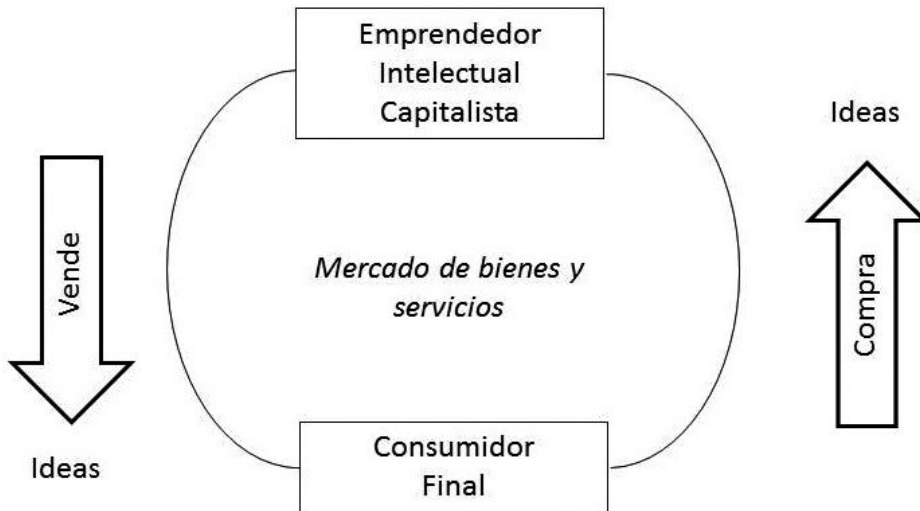 Emprendedor
Intelectual
Capitalista
Ideas
Vende
Mercado de bienes y
servicios
Compra
Ideas
Consumidor
Final